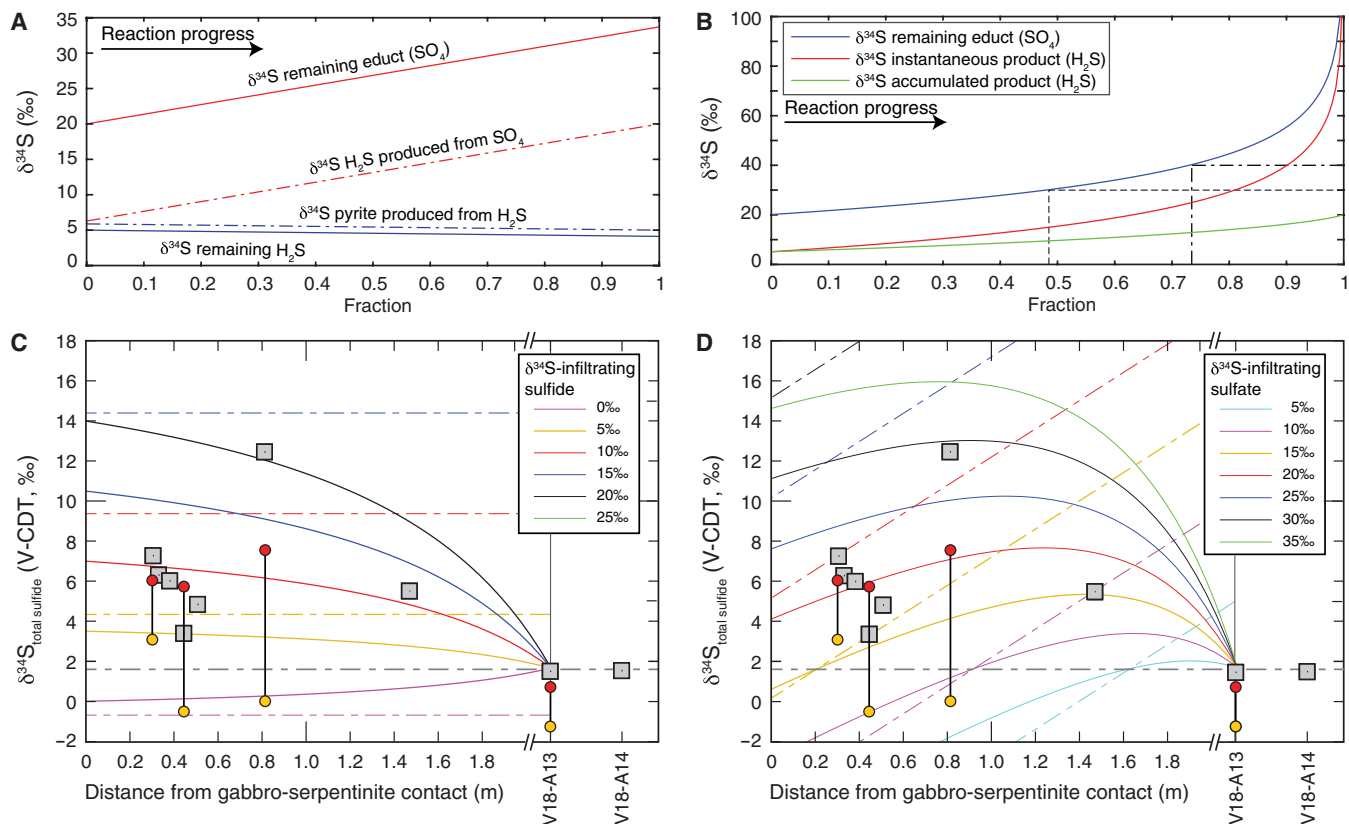 A
Reaction progress
δ³⁴S remaining educt (SO₄)
δ³⁴S H₂S produced from SO₄
δ³⁴S pyrite produced from H₂S
δ³⁴S remaining H₂S
δ³⁴S (‰)
35
30
25
20
15
10
5
0
0 0.1 0.2 0.3 0.4 0.5 0.6 0.7 0.8 0.9 1
Fraction
B
δ³⁴S remaining educt (SO₄)
δ³⁴S instantaneous product (H₂S)
δ³⁴S accumulated product (H₂S)
Reaction progress
δ³⁴S (‰)
100
80
60
40
20
0
0 0.1 0.2 0.3 0.4 0.5 0.6 0.7 0.8 0.9 1
Fraction
C
δ³⁴S-infiltrating
sulfide
0‰
5‰
10‰
15‰
20‰
25‰
δ³⁴S total sulfide (V-CDT, ‰)
18
16
14
12
10
8
6
4
2
0
−2
0 0.2 0.4 0.6 0.8 1.0 1.2 1.4 1.6 1.8
V18-A13
V18-A14
Distance from gabbro-serpentinite contact (m)
D
δ³⁴S-infiltrating
sulfate
5‰
10‰
15‰
20‰
25‰
30‰
35‰
δ³⁴S total sulfide (V-CDT, ‰)
18
16
14
12
10
8
6
4
2
0
−2
0 0.2 0.4 0.6 0.8 1.0 1.2 1.4 1.6 1.8
V18-A13
V18-A14
Distance from gabbro-serpentinite contact (m)